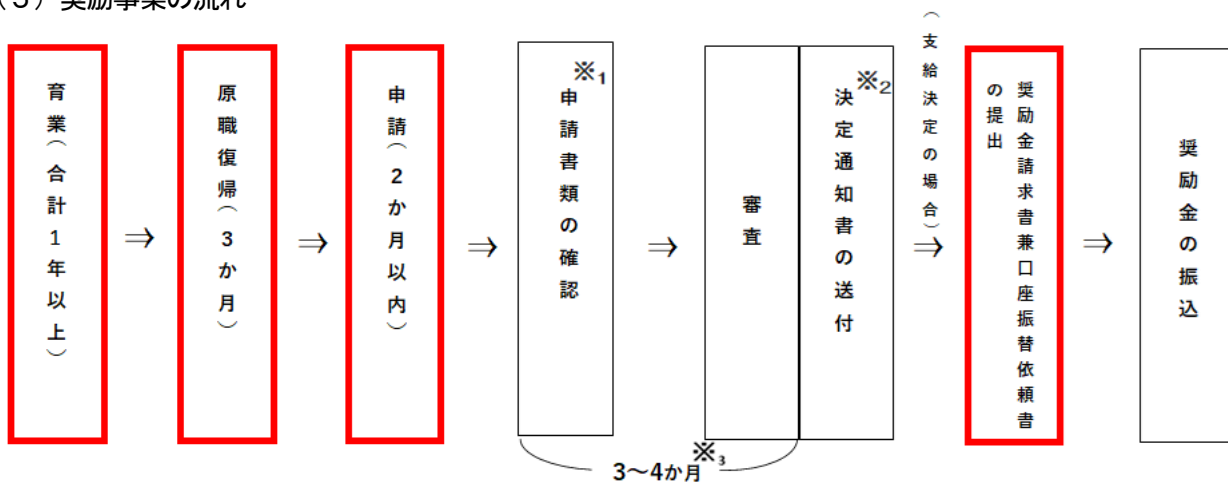 （３）奨励事業の流れ
育業（合計1年以上）
⇒
原職復帰（3か月）
⇒
申請（2か月以内）
⇒
※1
申請書類の確認
⇒
審査
※2
決定通知書の送付
（支給決定の場合）
⇒
奨励金請求書兼口座振替依頼書
の提出
⇒
奨励金の振込
3～4か月※3